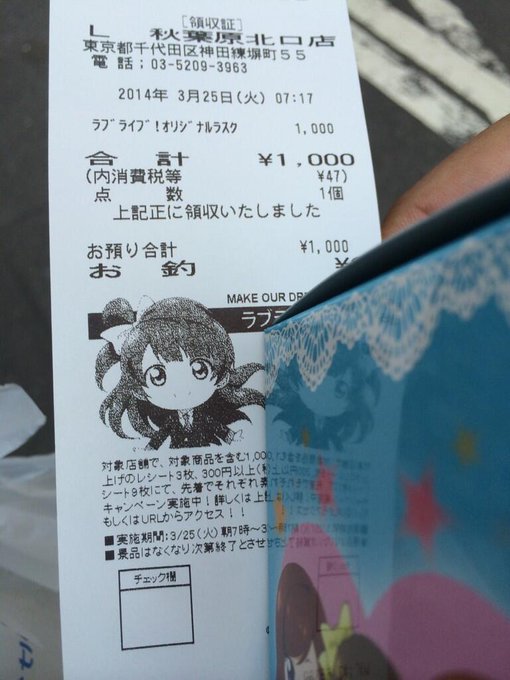 [領収証]
L 秋葉原北口店
東京都千代田区神田練塀町55
電話:03-5209-3963
2014年 3月25日(火) 07:17
ラブライブ!オリジナルラスク 1,000
合計 ¥1,000
(内消費税等 ¥47)
点数 1個
上記正に領収いたしました
お預り合計 ¥1,000
お釣 ¥
MAKE OUR DR
ラブラ
対象店舗で、対象商品を含む1,000
上げのレシート3枚、300円以上(
シート9枚にて、先着でそれぞれ素
キャンペーン実施中!詳しくは上
もしくはURLからアクセス!!
■実施期間:3/25(火)朝7時~3
■景品はなくなり次第終了とさせ
チェック欄